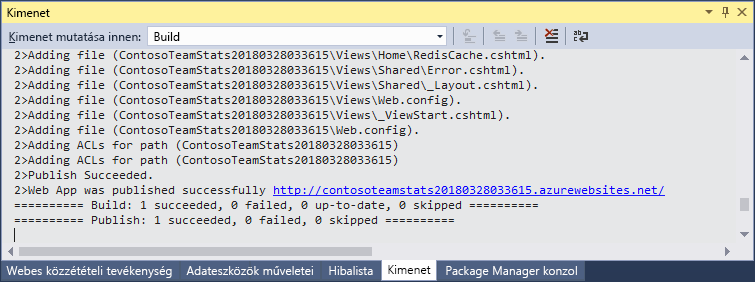 Kimenet
Kimenet mutatása innen: Build
2>Adding file (ContosoTeamStats20180328033615\Views\Home\RedisCache.cshtml).
2>Adding file (ContosoTeamStats20180328033615\Views\Shared\Error.cshtml).
2>Adding file (ContosoTeamStats20180328033615\Views\Shared\_Layout.cshtml).
2>Adding file (ContosoTeamStats20180328033615\Views\Web.config).
2>Adding file (ContosoTeamStats20180328033615\Views\_ViewStart.cshtml).
2>Adding file (ContosoTeamStats20180328033615\Web.config).
2>Adding ACLs for path (ContosoTeamStats20180328033615)
2>Adding ACLs for path (ContosoTeamStats20180328033615)
2>Publish Succeeded.
2>Web App was published successfully http://contosoteamstats20180328033615.azurewebsites.net/
========== Build: 1 succeeded, 0 failed, 0 up-to-date, 0 skipped ==========
========== Publish: 1 succeeded, 0 failed, 0 skipped ==========
Webes közzétételi tevékenység Adateszközök műveletei Hibalista Kimenet Package Manager konzol